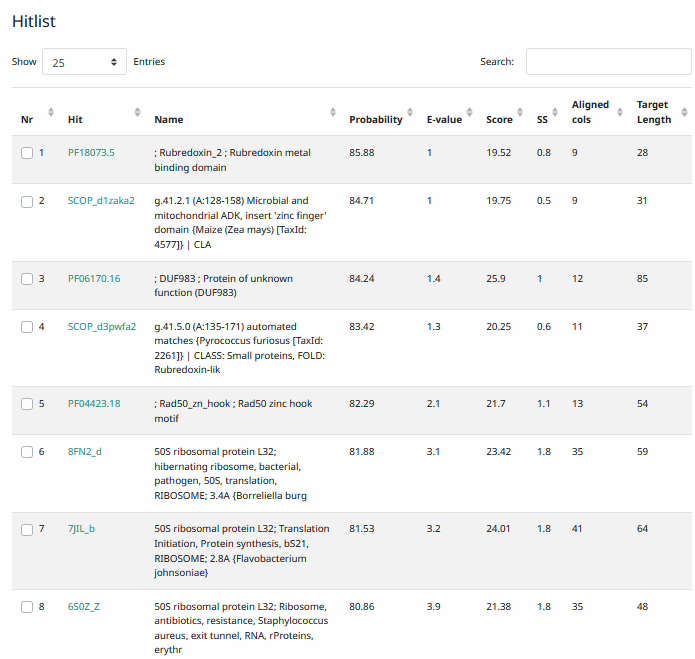 Hitlist
Show 25 Entries Search:
Nr Hit Name Probability E-value Score SS Aligned cols Target Length
1 PF18073.5 ; Rubredoxin_2 ; Rubredoxin metal 85.88 1 19.52 0.8 9 28
binding domain
2 SCOP_d1zaka2 g.41.2.1 (A:128-158) Microbial and 84.71 1 19.75 0.5 9 31
mitochondrial ADK, insert 'zinc finger'
domain {Maize (Zea mays) [TaxId:
4577]} | CLA
3 PF06170.16 ; DUF983 ; Protein of unknown 84.24 1.4 25.9 1 12 85
function (DUF983)
4 SCOP_d3pwfa2 g.41.5.0 (A:135-171) automated 83.42 1.3 20.25 0.6 11 37
matches {Pyrococcus furiosus [TaxId:
2261]} | CLASS: Small proteins, FOLD:
Rubredoxin-lik
5 PF04423.18 ; Rad50_zn_hook ; Rad50 zinc hook 82.29 2.1 21.7 1.1 13 54
motif
6 8FN2_d 50S ribosomal protein L32; 81.88 3.1 23.42 1.8 35 59
hibernating ribosome, bacterial,
pathogen, 50S, translation,
RIBOSOME; 3.4A {Borreliella burg
7 7JIL_b 50S ribosomal protein L32; Translation 81.53 3.2 24.01 1.8 41 64
Initiation, Protein synthesis, bS21,
RIBOSOME; 2.8A {Flavobacterium
johnsoniae}
8 6S0Z_Z 50S ribosomal protein L32; Ribosome, 80.86 3.9 21.38 1.8 35 48
antibiotics, resistance, Staphylococcus
aureus, exit tunnel, RNA, rProteins,
erythr